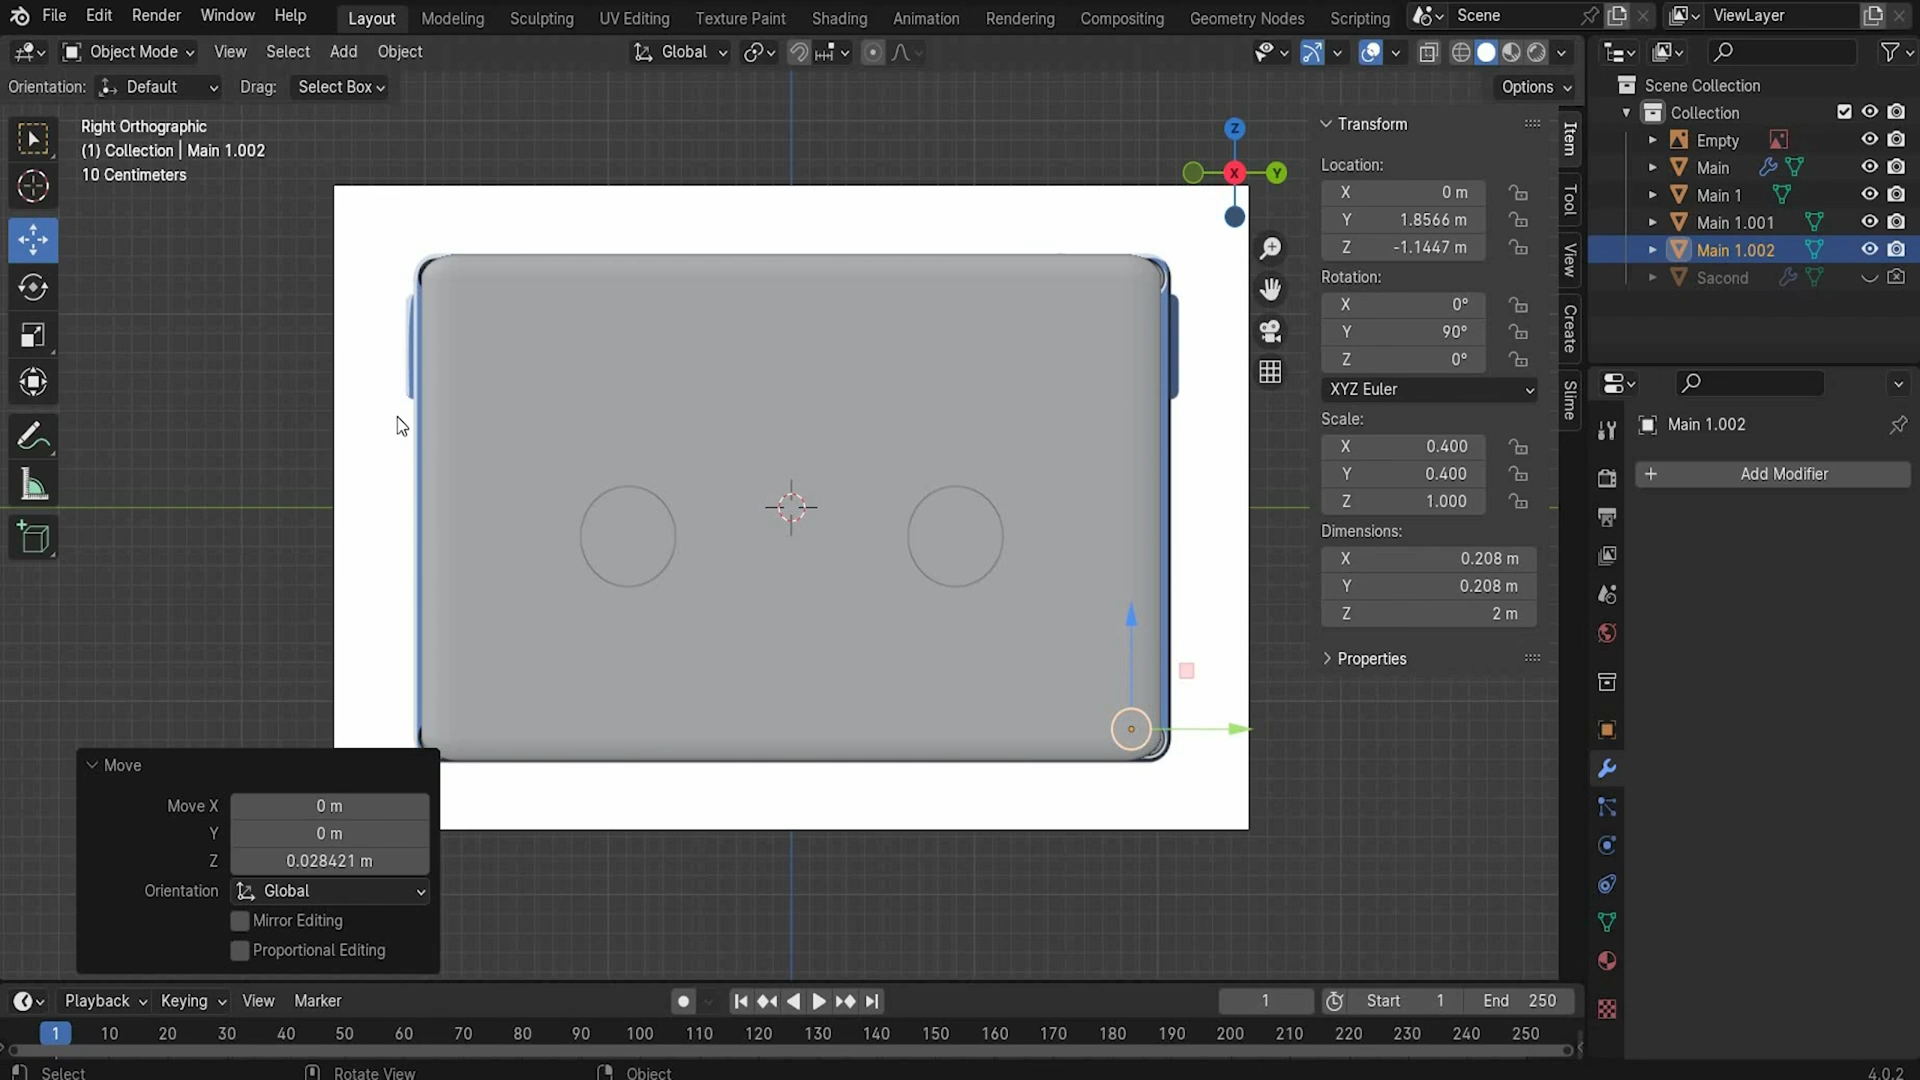 File Edit Render Window Help Layout Modeling Sculpting UV Editing Texture Paint Shading Animation Rendering Compositing Geometry Nodes Scripting Scene ViewLayer
Object Mode View Select Add Object Global
Orientation: Default Drag: Select Box Options
Right Orthographic
(1) Collection | Main 1.002
10 Centimeters
Z
X
Y
Transform
Location:
X 0 m
Y 1.8566 m
Z -1.1447 m
Rotation:
X 0°
Y 90°
Z 0°
XYZ Euler
Scale:
X 0.400
Y 0.400
Z 1.000
Dimensions:
X 0.208 m
Y 0.208 m
Z 2 m
Properties
Item
Tool
View
Create
Slime
Scene Collection
Collection
Empty
Main
Main 1
Main 1.001
Main 1.002
Sacond
Main 1.002
Add Modifier
Move
Move X 0 m
Y 0 m
Z 0.028421 m
Orientation Global
Mirror Editing
Proportional Editing
Playback Keying View Marker 1 Start 1 End 250
1 10 20 30 40 50 60 70 80 90 100 110 120 130 140 150 160 170 180 190 200 210 220 230 240 250
Select Rotate View Object 4.0.2